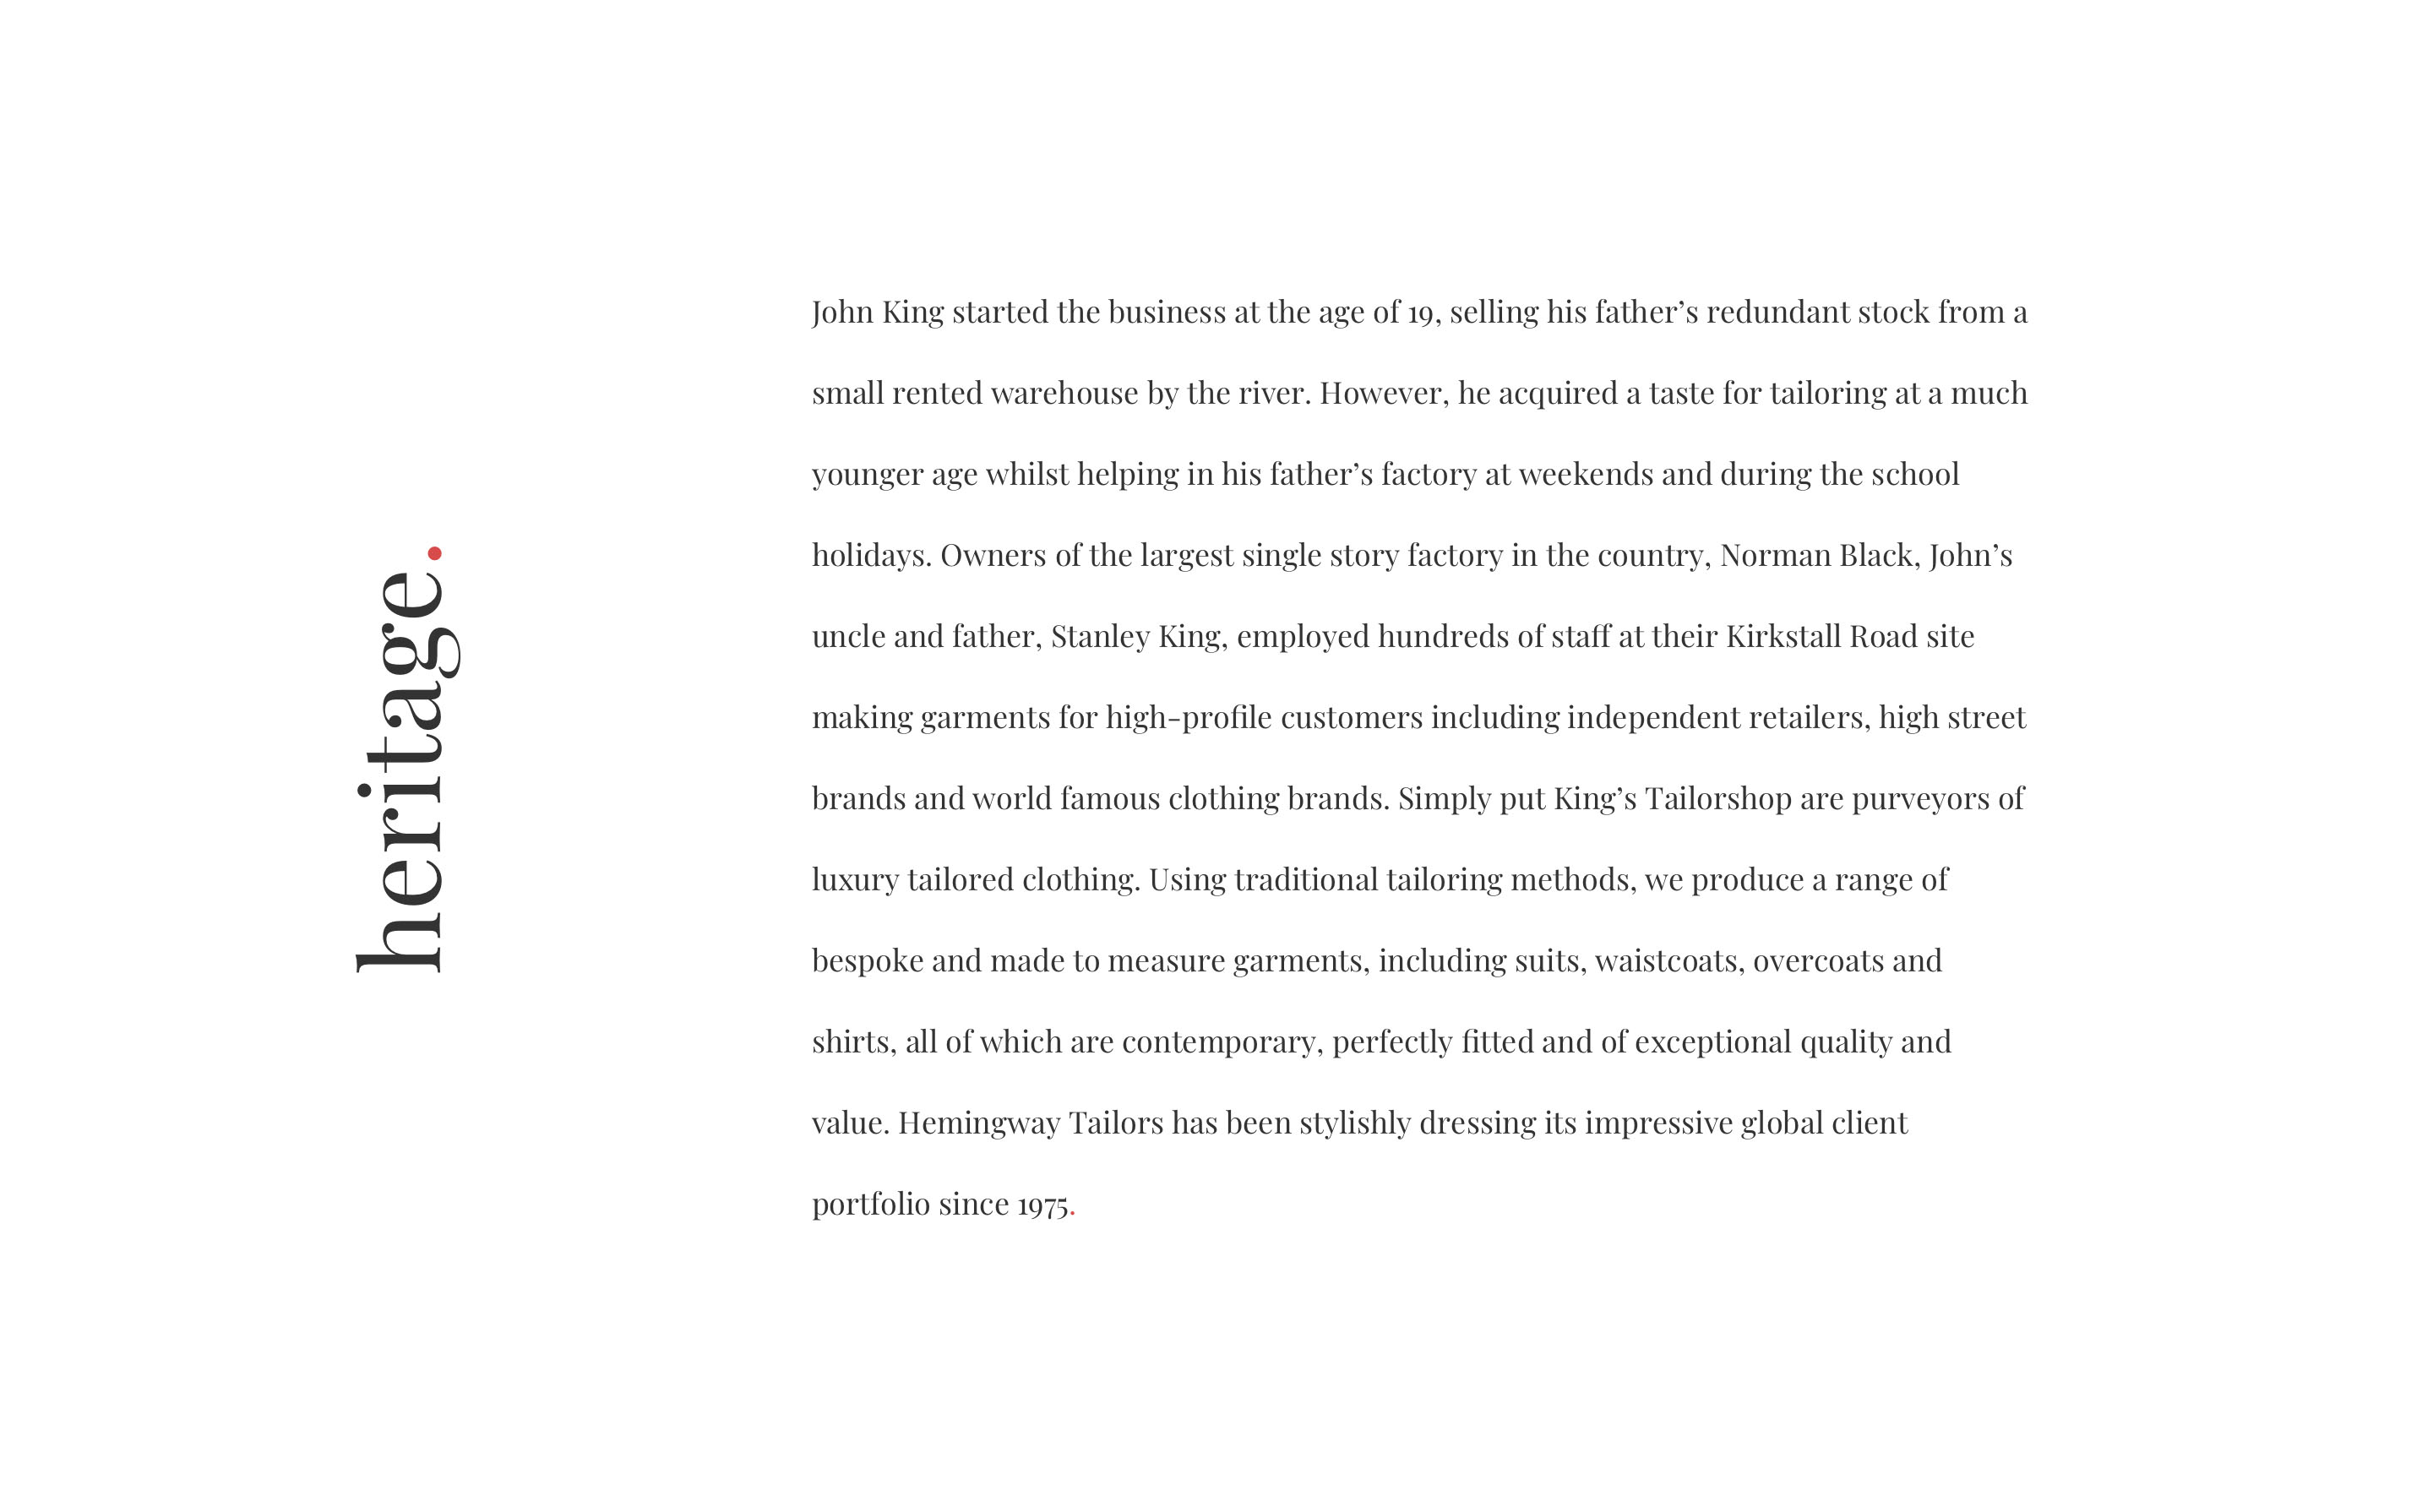 heritage.
John King started the business at the age of 19, selling his father’s redundant stock from a
small rented warehouse by the river. However, he acquired a taste for tailoring at a much
younger age whilst helping in his father’s factory at weekends and during the school
holidays. Owners of the largest single story factory in the country, Norman Black, John’s
uncle and father, Stanley King, employed hundreds of staff at their Kirkstall Road site
making garments for high-profile customers including independent retailers, high street
brands and world famous clothing brands. Simply put King’s Tailorshop are purveyors of
luxury tailored clothing. Using traditional tailoring methods, we produce a range of
bespoke and made to measure garments, including suits, waistcoats, overcoats and
shirts, all of which are contemporary, perfectly fitted and of exceptional quality and
value. Hemingway Tailors has been stylishly dressing its impressive global client
portfolio since 1975.